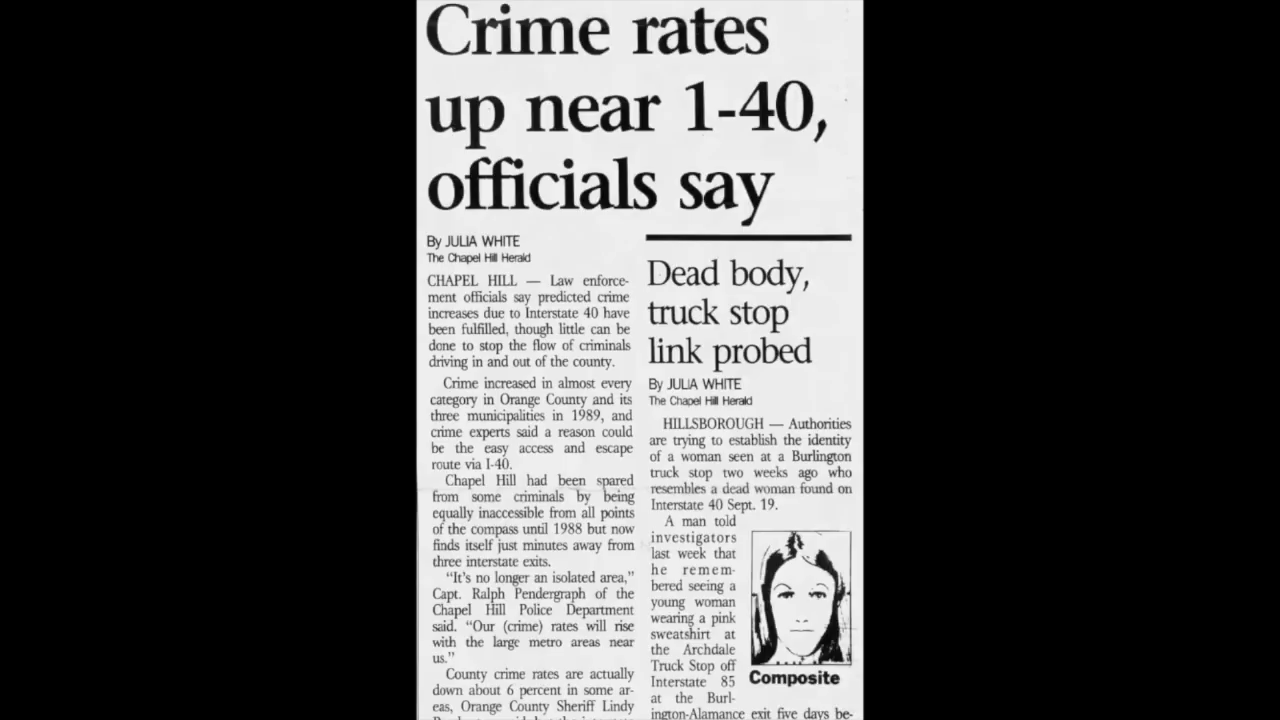 Crime rates
up near 1-40,
officials say
By JULIA WHITE
The Chapel Hill Herald
CHAPEL HILL — Law enforce-
ment officials say predicted crime
increases due to Interstate 40 have
been fulfilled, though little can be
done to stop the flow of criminals
driving in and out of the county.
Crime increased in almost every
category in Orange County and its
three municipalities in 1989, and
crime experts said a reason could
be the easy access and escape
route via I-40.
Chapel Hill had been spared
from some criminals by being
equally inaccessible from all points
of the compass until 1988 but now
finds itself just minutes away from
three interstate exits.
"It's no longer an isolated area,"
Capt. Ralph Pendergraph of the
Chapel Hill Police Department
said. "Our (crime) rates will rise
with the large metro areas near
us."
County crime rates are actually
down about 6 percent in some ar-
eas, Orange County Sheriff Lindy
Dead body,
truck stop
link probed
By JULIA WHITE
The Chapel Hill Herald
HILLSBOROUGH — Authorities
are trying to establish the identity
of a woman seen at a Burlington
truck stop two weeks ago who
resembles a dead woman found on
Interstate 40 Sept. 19.
A man told
investigators
last week that
he remem-
bered seeing a
young woman
wearing a pink
sweatshirt at
the Archdale
Truck Stop off
Interstate 85
at the Burl-
ington-Alamance exit five days be-
Composite